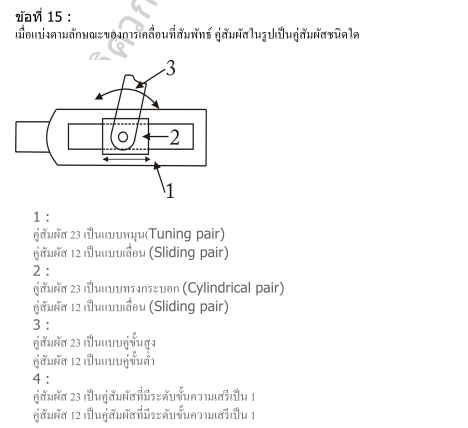 ข้อที่ 15 :
เมื่อแบ่งตามลักษณะของการเคลื่อนที่สัมพัทธ์ คู่สัมผัสในรูปเป็นคู่สัมผัสชนิดใด
3
2
1
1 :
คู่สัมผัส 23 เป็นแบบหมุน(Tuning pair)
คู่สัมผัส 12 เป็นแบบเลื่อน (Sliding pair)
2 :
คู่สัมผัส 23 เป็นแบบทรงกระบอก (Cylindrical pair)
คู่สัมผัส 12 เป็นแบบเลื่อน (Sliding pair)
3 :
คู่สัมผัส 23 เป็นแบบคู่ขั้นสูง
คู่สัมผัส 12 เป็นแบบคู่ขั้นต่ำ
4 :
คู่สัมผัส 23 เป็นคู่สัมผัสที่มีระดับขั้นความเสรีเป็น 1
คู่สัมผัส 12 เป็นคู่สัมผัสที่มีระดับขั้นความเสรีเป็น 1